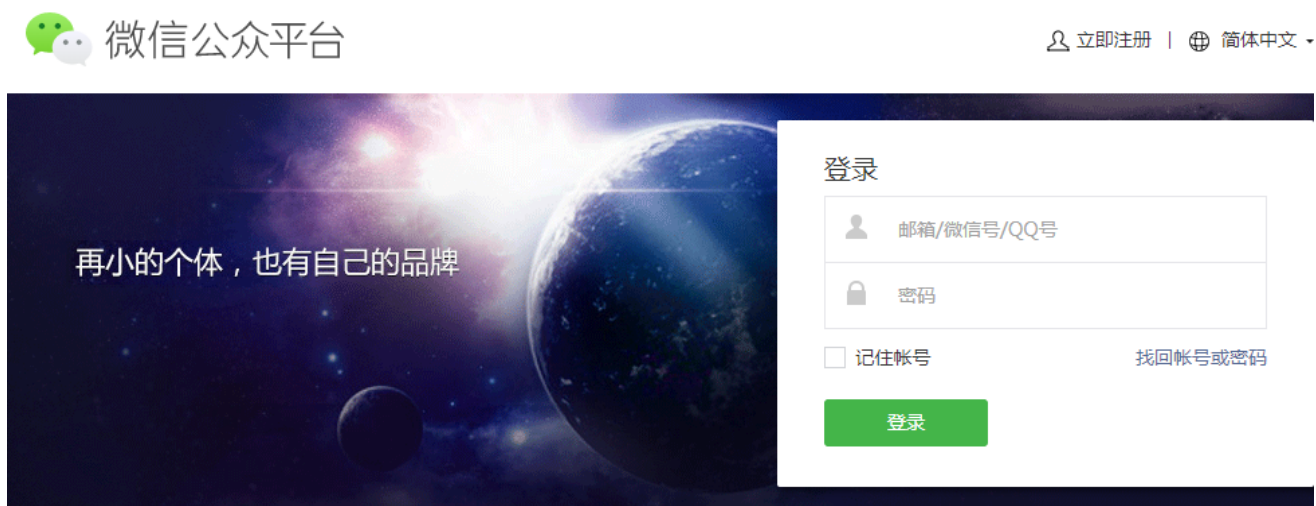 微信公众平台
立即注册 | 简体中文
登录
邮箱/微信号/QQ号
再小的个体，也有自己的品牌
密码
记住帐号 找回帐号或密码
登录